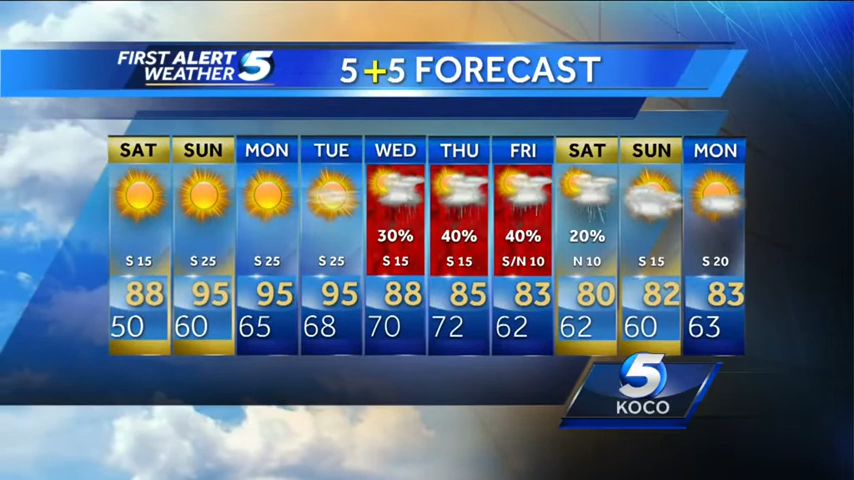 FIRST ALERT
WEATHER 5
5+5 FORECAST
SAT SUN MON TUE WED THU FRI SAT SUN MON
30% 40% 40% 20%
S 15 S 25 S 25 S 25 S 15 S 15 S/N 10 N 10 S 15 S 20
88 95 95 95 88 85 83 80 82 83
50 60 65 68 70 72 62 62 60 63
5
KOCO